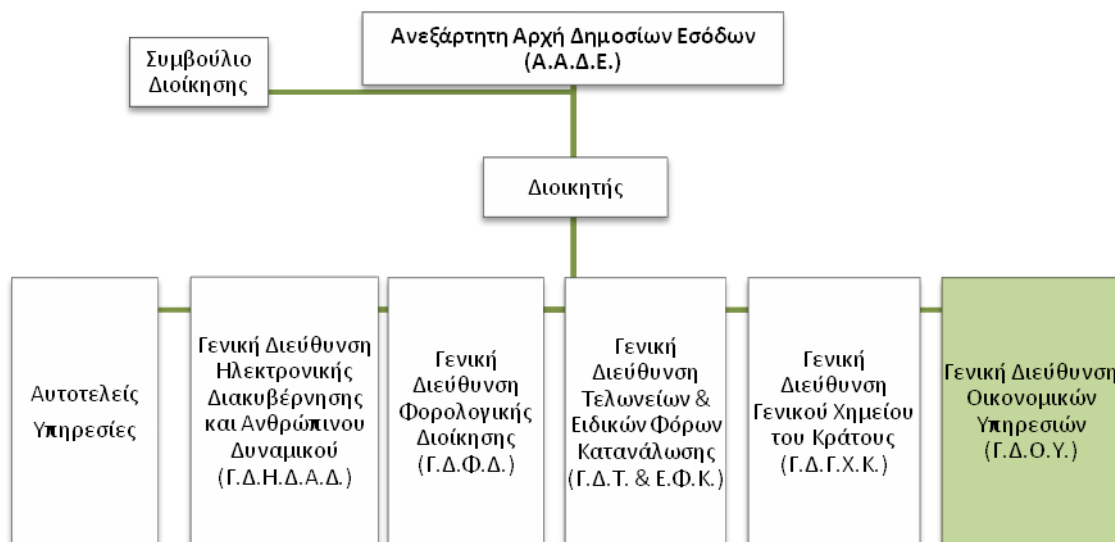 Ανεξάρτητη Αρχή Δημοσίων Εσόδων
(Α.Α.Δ.Ε.)
Συμβούλιο
Διοίκησης
Διοικητής
Αυτοτελείς
Υπηρεσίες
Γενική Διεύθυνση
Ηλεκτρονικής
Διακυβέρνησης
και Ανθρώπινου
Δυναμικού
(Γ.Δ.Η.Δ.Α.Δ.)
Γενική
Διεύθυνση
Φορολογικής
Διοίκησης
(Γ.Δ.Φ.Δ.)
Γενική
Διεύθυνση
Τελωνείων &
Ειδικών Φόρων
Κατανάλωσης
(Γ.Δ.Τ. & Ε.Φ.Κ.)
Γενική
Διεύθυνση
Γενικού Χημείου
του Κράτους
(Γ.Δ.Γ.Χ.Κ.)
Γενική Διεύθυνση
Οικονομικών
Υπηρεσιών
(Γ.Δ.Ο.Υ.)